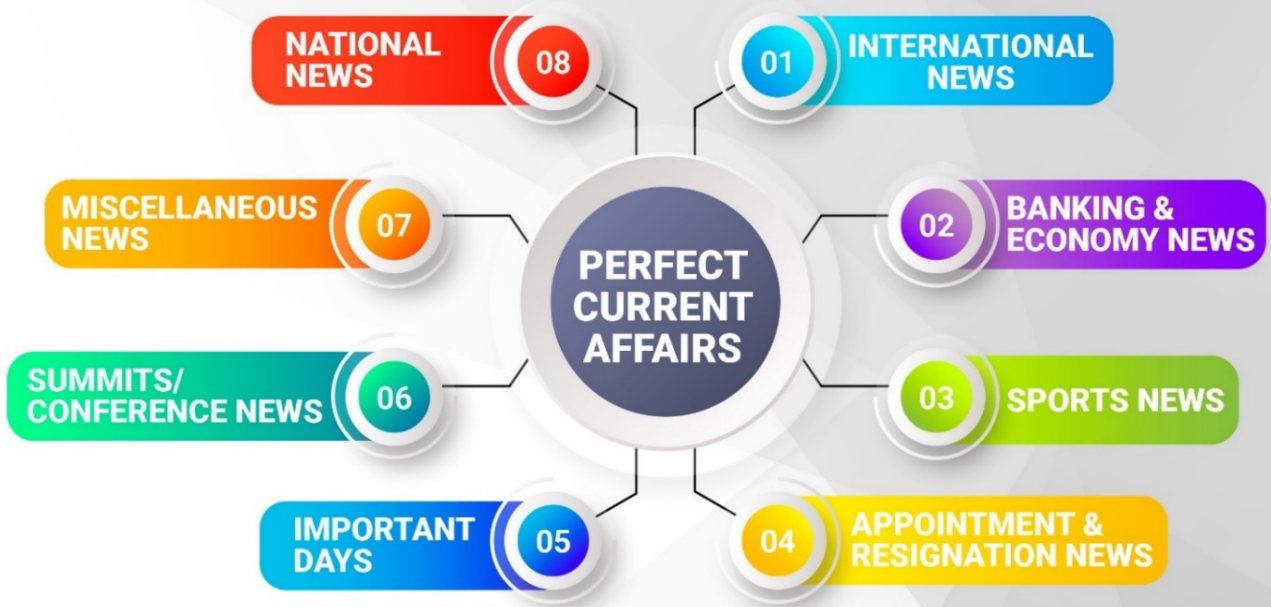 PERFECT
CURRENT
AFFAIRS
01
INTERNATIONAL
NEWS
02
BANKING &
ECONOMY NEWS
03
SPORTS NEWS
04
APPOINTMENT &
RESIGNATION NEWS
05
IMPORTANT
DAYS
06
SUMMITS/
CONFERENCE NEWS
07
MISCELLANEOUS
NEWS
08
NATIONAL
NEWS